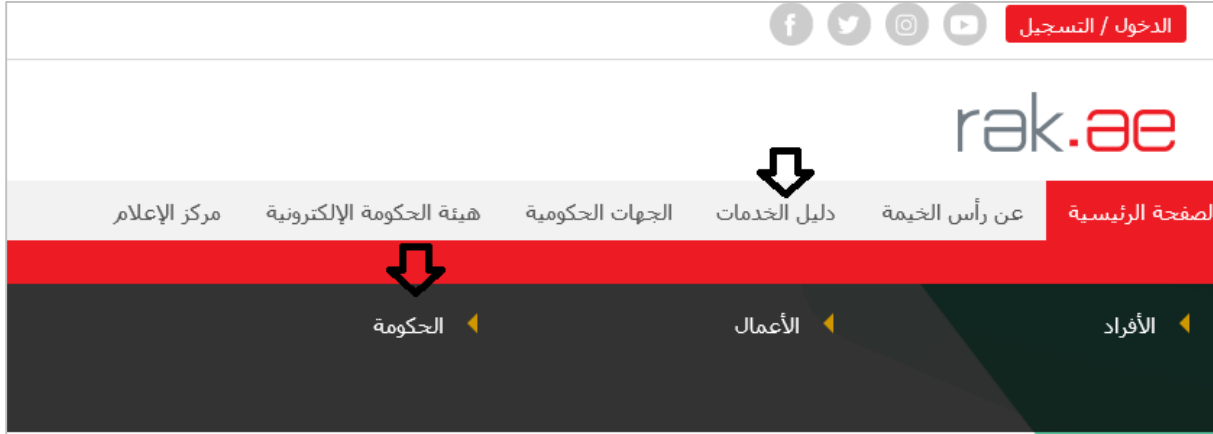 الدخول / التسجيل
rak.ae
لصفحة الرئيسية عن رأس الخيمة دليل الخدمات الجهات الحكومية هيئة الحكومة الإلكترونية مركز الإعلام
الأفراد الأعمال الحكومة